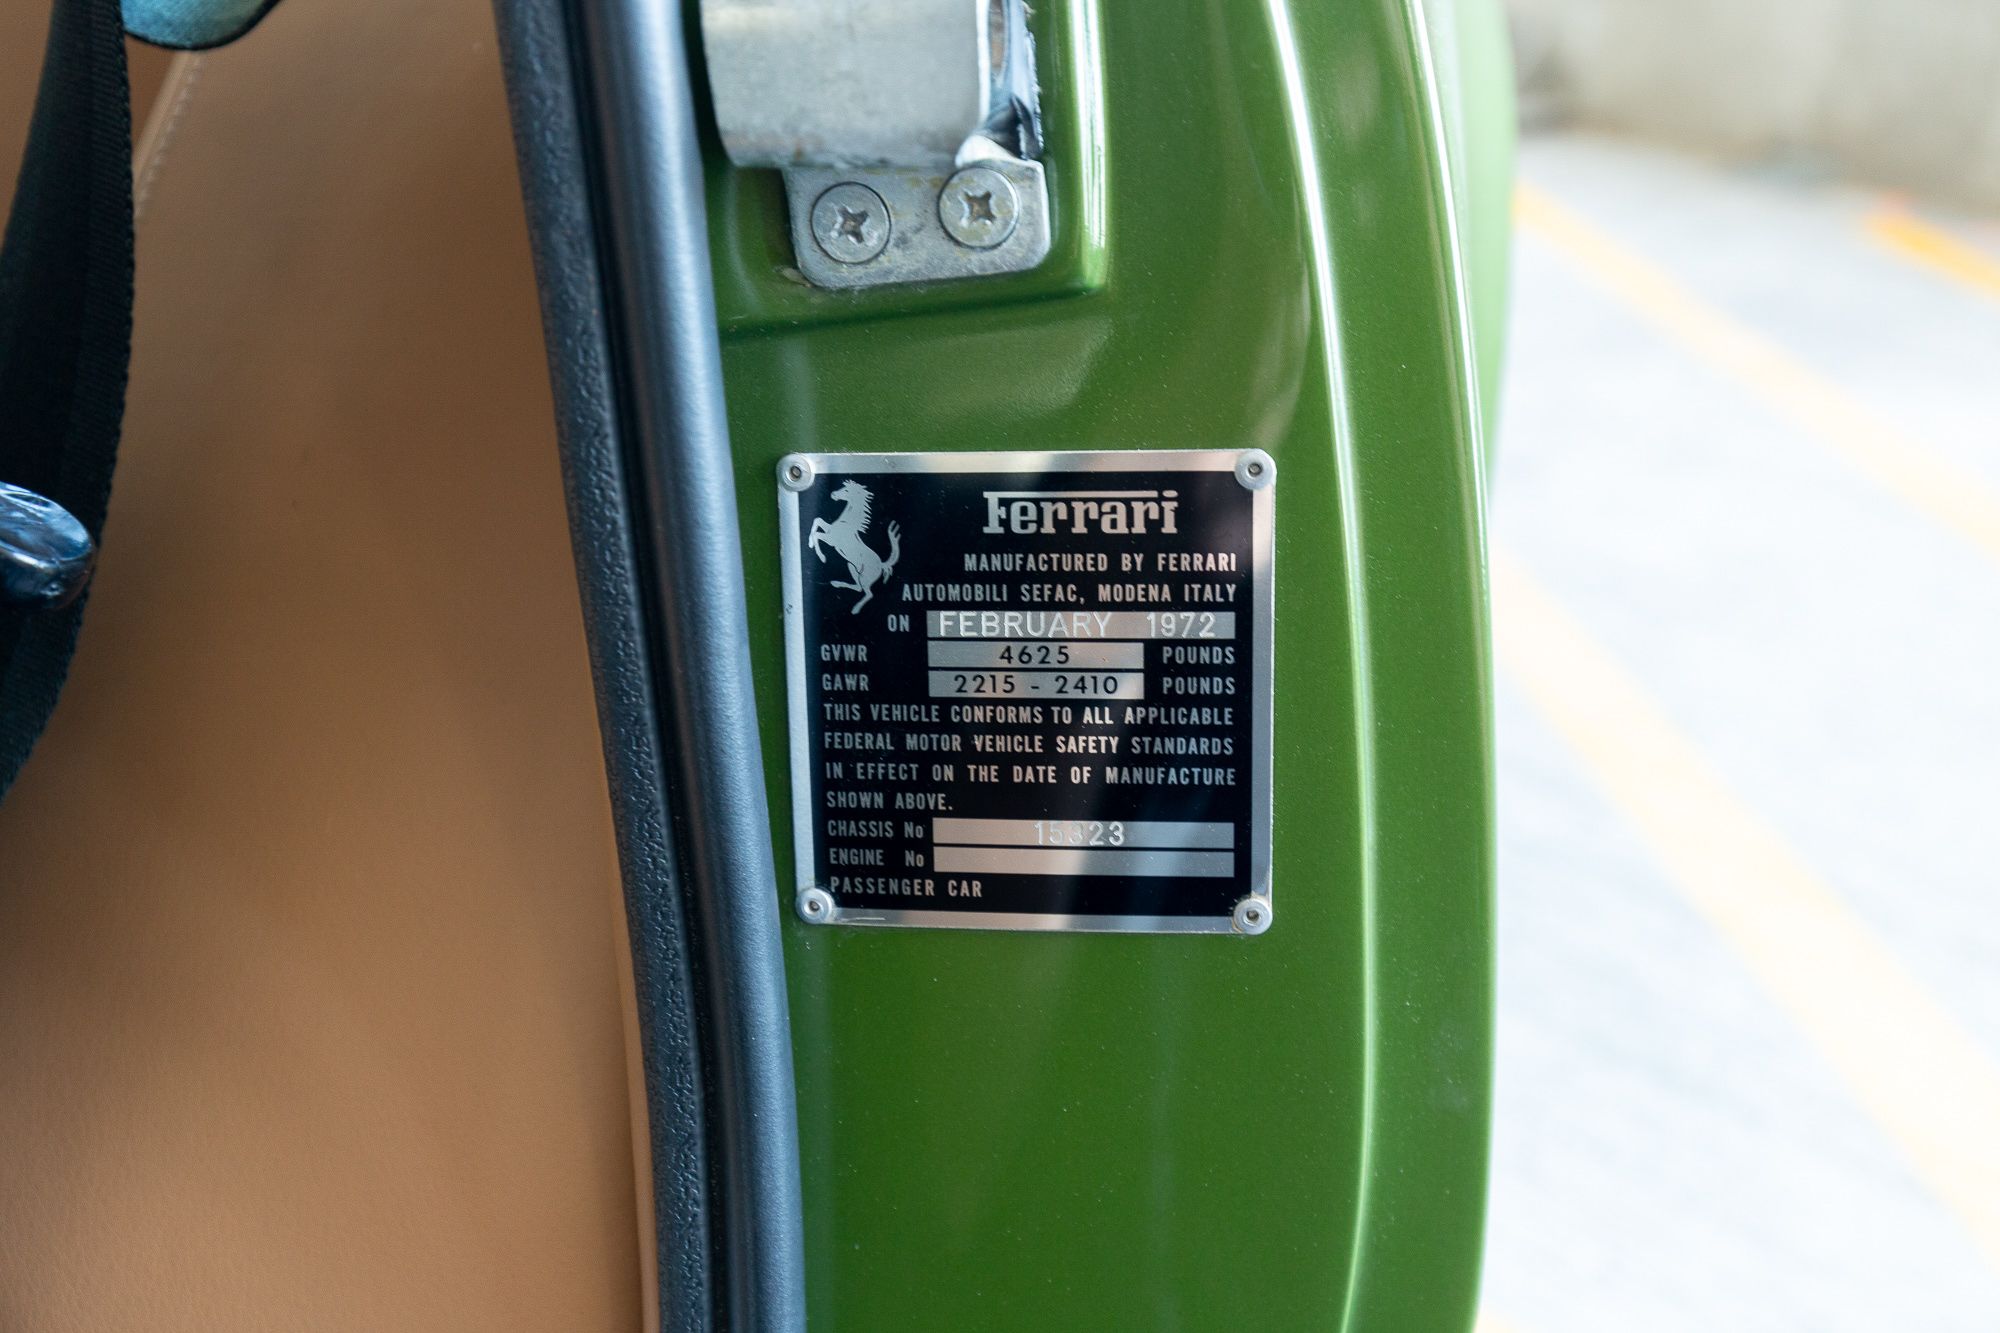 Ferrari
MANUFACTURED BY FERRARI
AUTOMOBILI SEFAC, MODENA ITALY
ON FEBRUARY 1972
GVWR 4625 POUNDS
GAWR 2215 - 2410 POUNDS
THIS VEHICLE CONFORMS TO ALL APPLICABLE
FEDERAL MOTOR VEHICLE SAFETY STANDARDS
IN EFFECT ON THE DATE OF MANUFACTURE
SHOWN ABOVE.
CHASSIS No 15323
ENGINE No
PASSENGER CAR